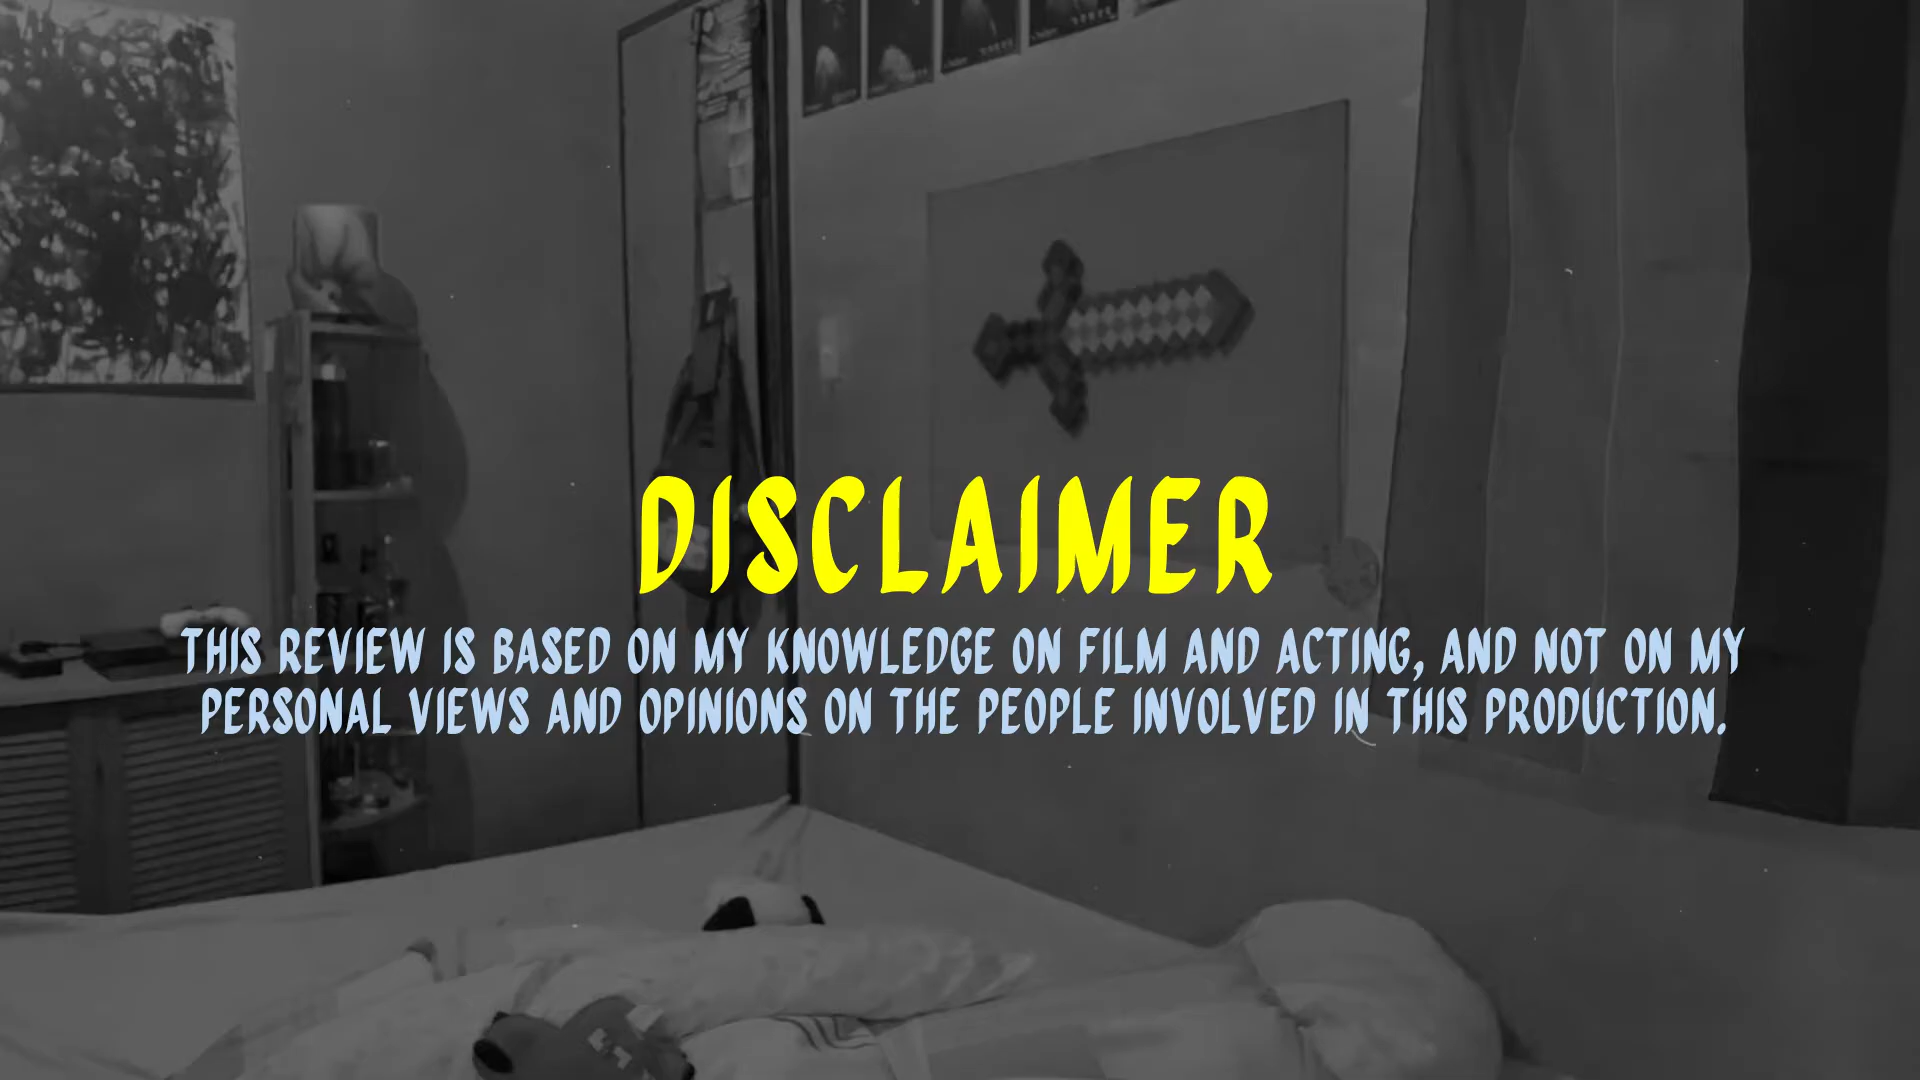 DISCLAIMER
THIS REVIEW IS BASED ON MY KNOWLEDGE ON FILM AND ACTING, AND NOT ON MY
PERSONAL VIEWS AND OPINIONS ON THE PEOPLE INVOLVED IN THIS PRODUCTION.